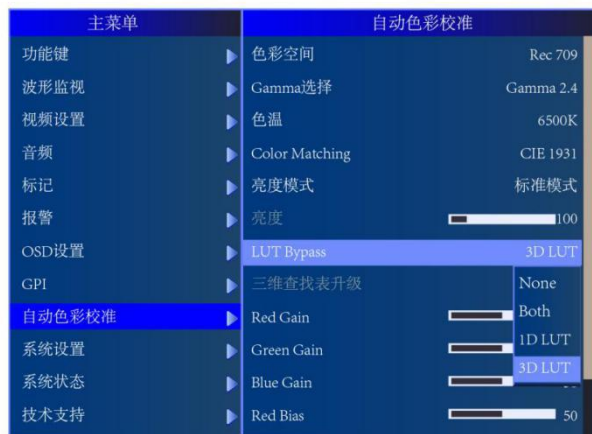 主菜单
功能键
波形监视
视频设置
音频
标记
报警
OSD设置
GPI
自动色彩校准
系统设置
系统状态
技术支持
自动色彩校准
色彩空间 Rec 709
Gamma选择 Gamma 2.4
色温 6500K
Color Matching CIE 1931
亮度模式 标准模式
亮度 100
LUT Bypass 3D LUT
三维查找表升级
Red Gain
Green Gain
Blue Gain
Red Bias 50
None
Both
1D LUT
3D LUT